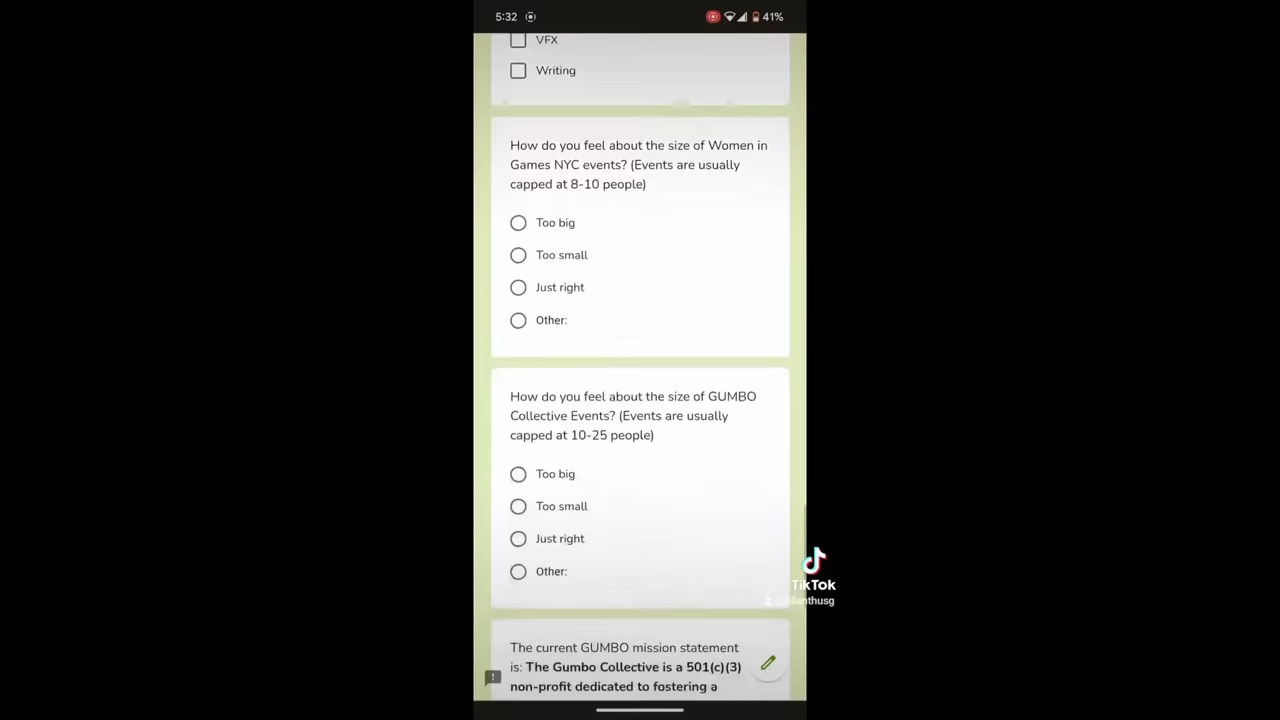 5:32
41%
VFX
Writing
How do you feel about the size of Women in
Games NYC events? (Events are usually
capped at 8-10 people)
Too big
Too small
Just right
Other:
How do you feel about the size of GUMBO
Collective Events? (Events are usually
capped at 10-25 people)
Too big
Too small
Just right
Other:
TikTok
The current GUMBO mission statement
is: The Gumbo Collective is a 501(c)(3)
non-profit dedicated to fostering a